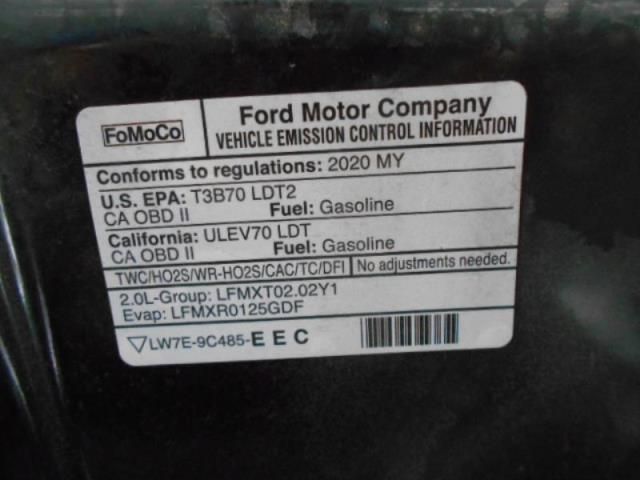 FoMoCo
Ford Motor Company
VEHICLE EMISSION CONTROL INFORMATION
Conforms to regulations: 2020 MY
U.S. EPA: T3B70 LDT2
CA OBD II Fuel: Gasoline
California: ULEV70 LDT
CA OBD II Fuel: Gasoline
TWC/HO2S/WR-HO2S/CAC/TC/DFI No adjustments needed.
2.0L-Group: LFMXT02.02Y1
Evap: LFMXR0125GDF
LW7E-9C485-E E C